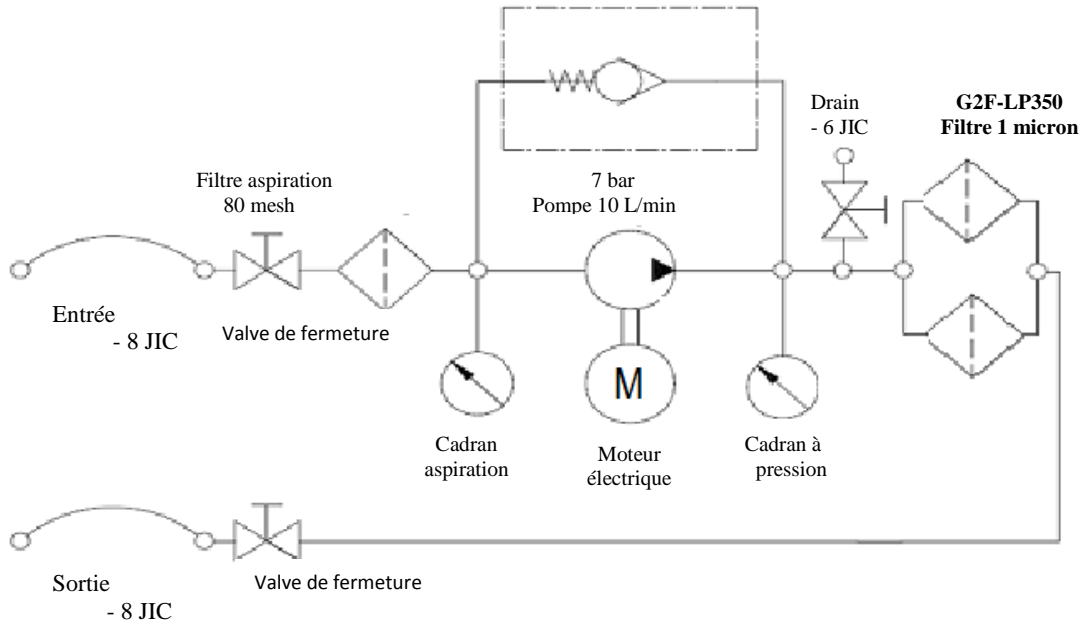 Drain
- 6 JIC
G2F-LP350
Filtre 1 micron
Filtre aspiration
80 mesh
7 bar
Pompe 10 L/min
Entrée
- 8 JIC
Valve de fermeture
M
Cadran
aspiration
Moteur
électrique
Cadran à
pression
Sortie
- 8 JIC
Valve de fermeture